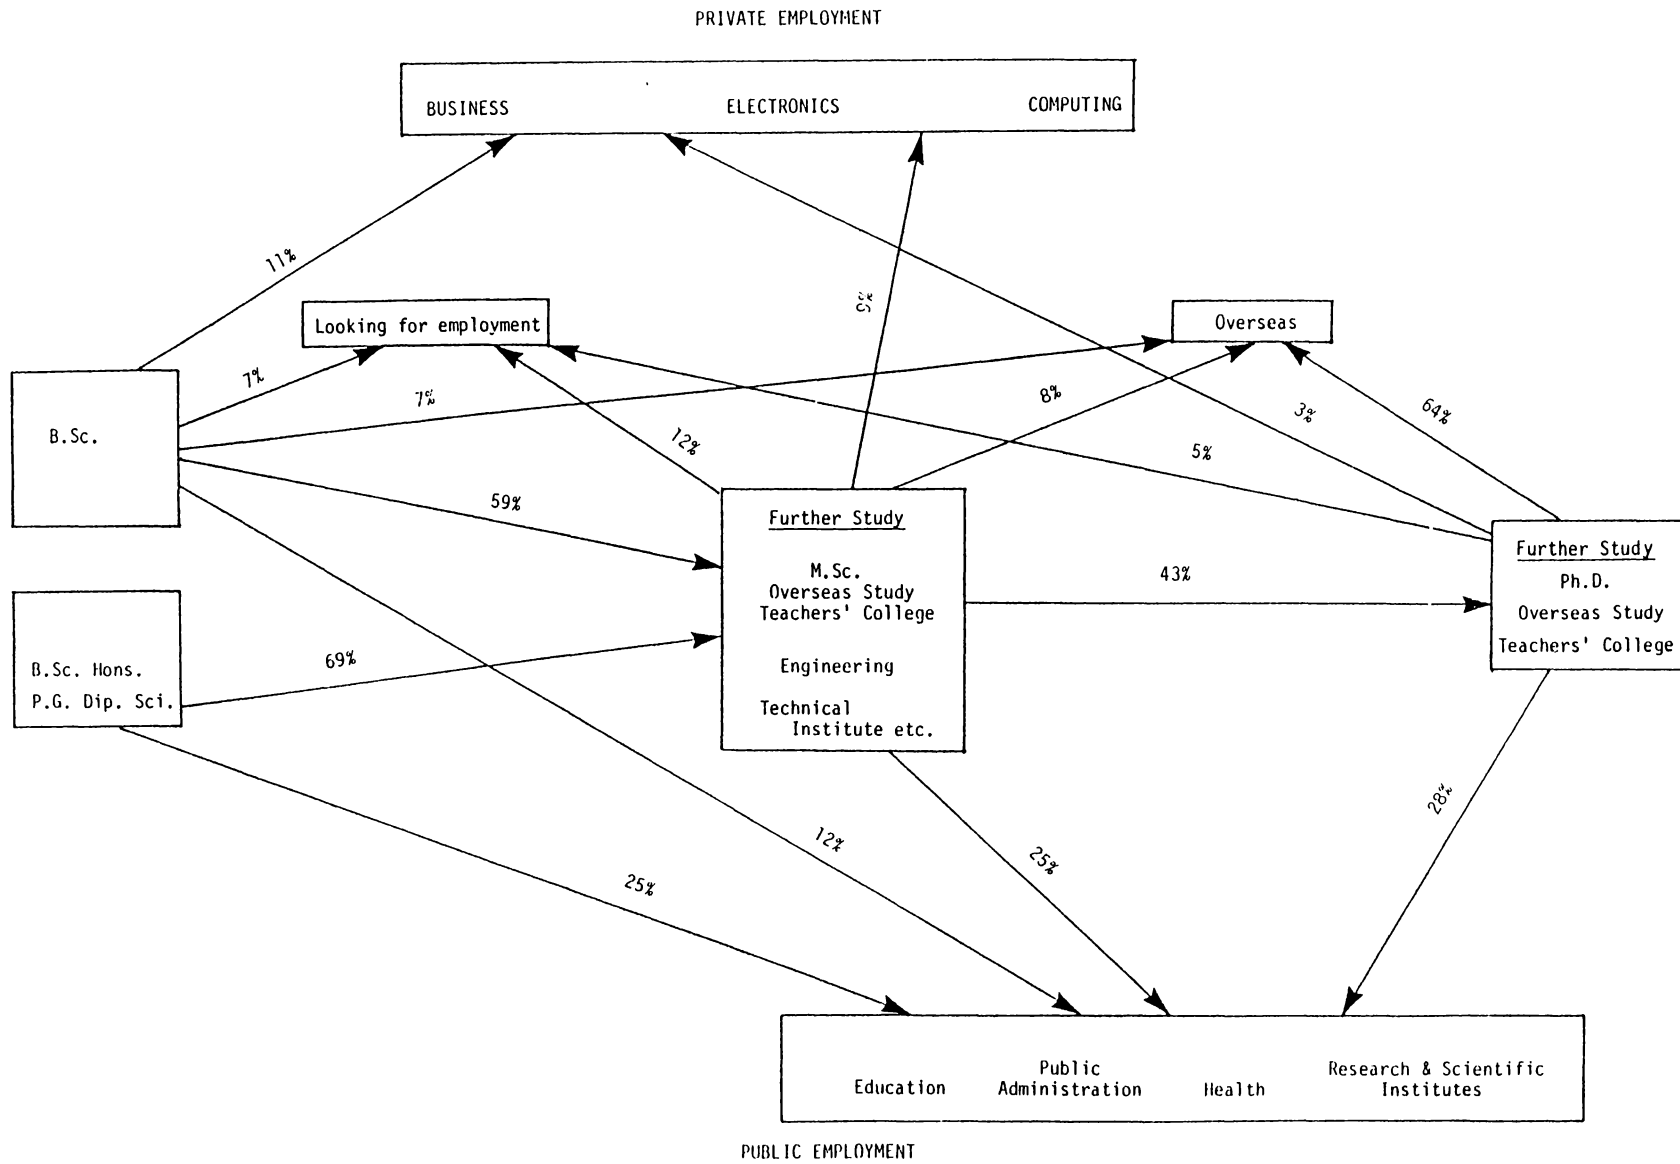 PRIVATE EMPLOYMENT
BUSINESS ELECTRONICS COMPUTING
11%
9%
Looking for employment
Overseas
7%
7%
8%
3%
64%
B.Sc.
12%
5%
59%
Further Study
M.Sc.
Overseas Study
Teachers' College
Engineering
Technical
Institute etc.
43%
Further Study
Ph.D.
Overseas Study
Teachers' College
B.Sc. Hons.
P.G. Dip. Sci.
69%
28%
12%
25%
25%
Education
Public
Administration
Health
Research & Scientific
Institutes
PUBLIC EMPLOYMENT